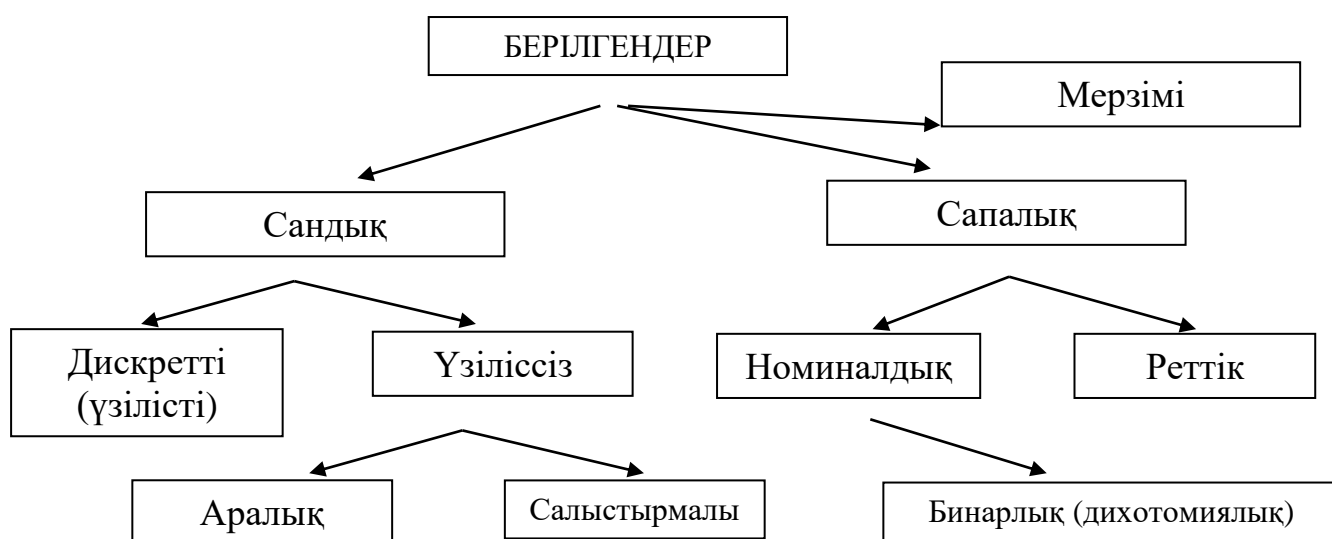 БЕРІЛГЕНДЕР
Мерзімі
Сандық
Сапалық
Дискретті
(үзілісті)
Үзіліссіз
Номиналдық
Реттік
Аралық
Салыстырмалы
Бинарлық (дихотомиялық)